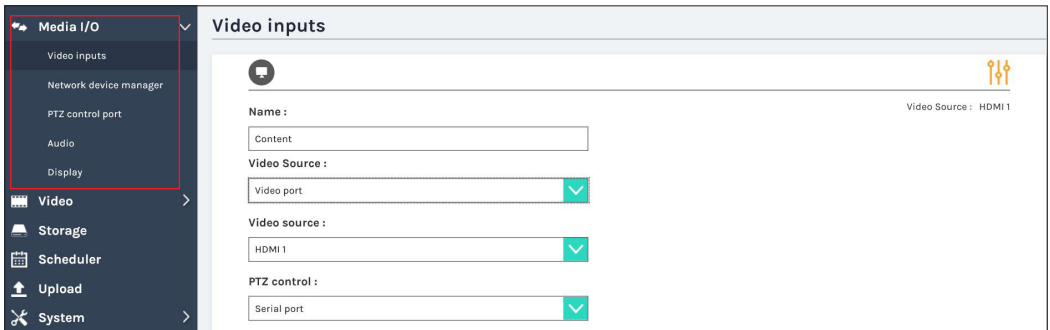 Media I/O
Video inputs
Network device manager
PTZ control port
Audio
Display
Video
Storage
Scheduler
Upload
System
Video inputs
Name :
Content
Video Source :
Video port
Video source :
HDMI 1
PTZ control :
Serial port
Video Source : HDMI 1